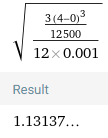 √(((3(4–0)³)/12500)/(12×0.001))
Result
1.13137…